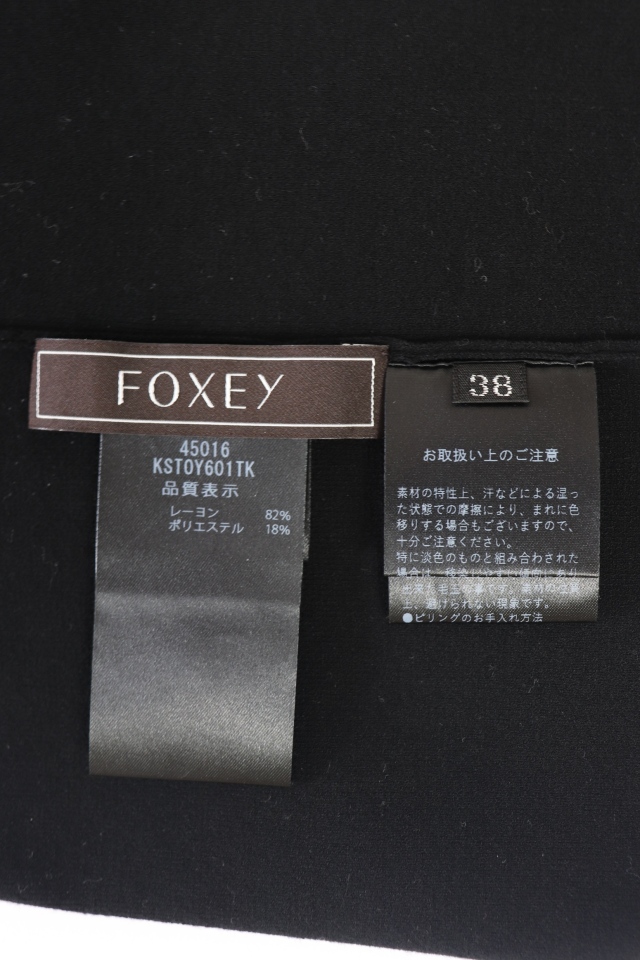 FOXEY
45016
KSTOY601TK
品質表示
レーヨン 82%
ポリエステル 18%
38
お取扱い上のご注意
素材の特性上、汗などによる湿っ
た状態での摩擦により、まれに色
移りする場合もございますので、
十分ご注意ください。
特に淡色のものと組み合わされた
場合は
上、避けられない現象です。
●ピリングのお手入れ方法